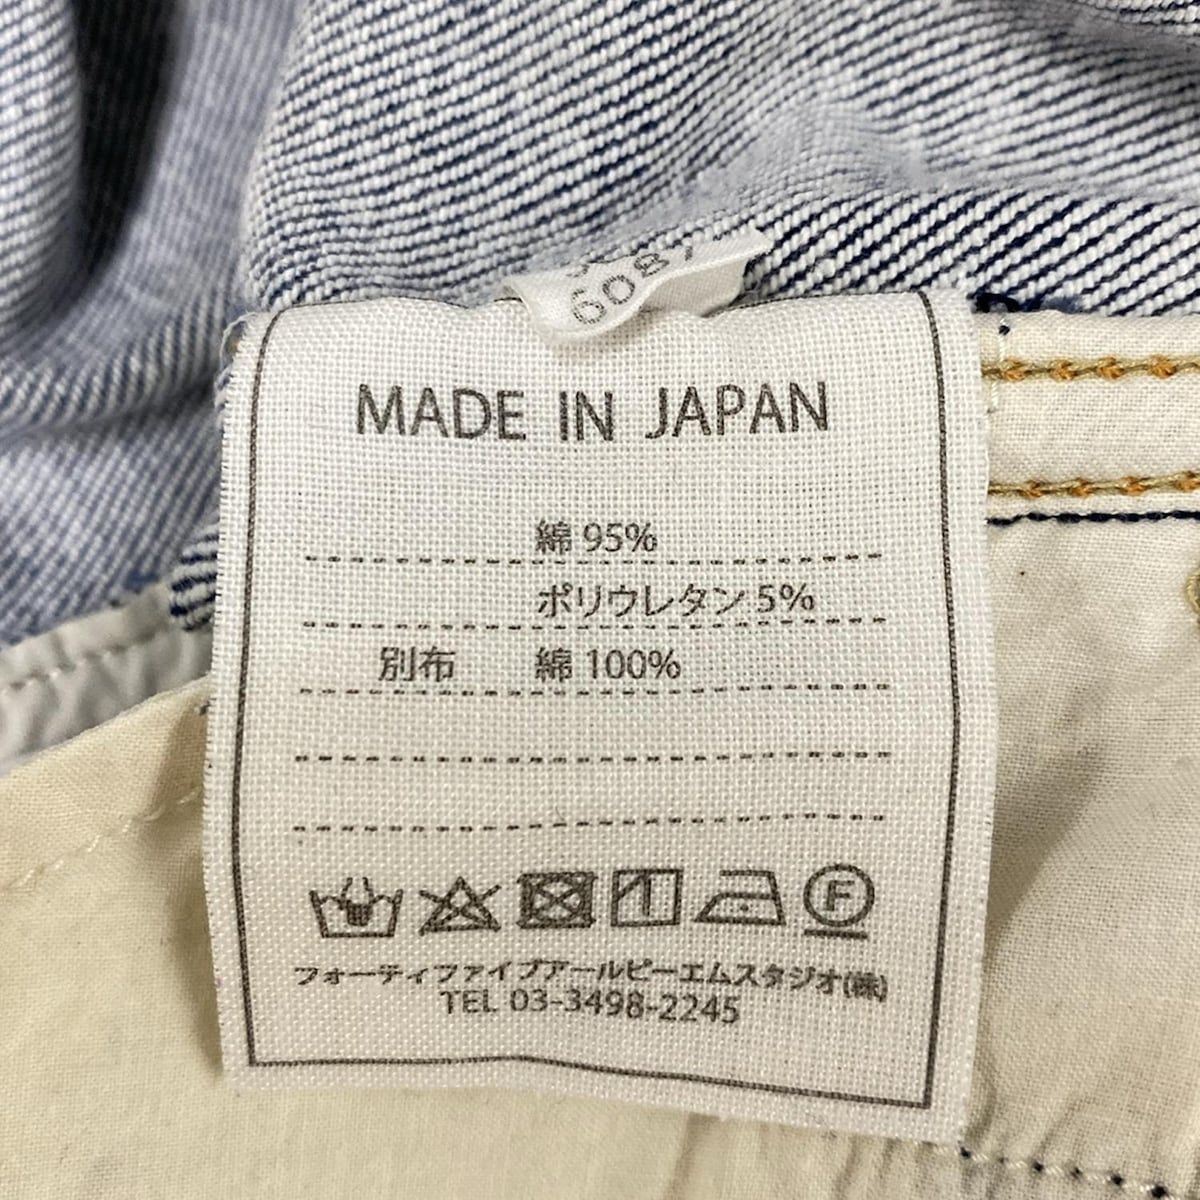 6087
MADE IN JAPAN
綿 95%
ポリウレタン 5%
別布 綿 100%
F
フォーティファイブアールピーエムスタジオ(株)
TEL 03-3498-2245